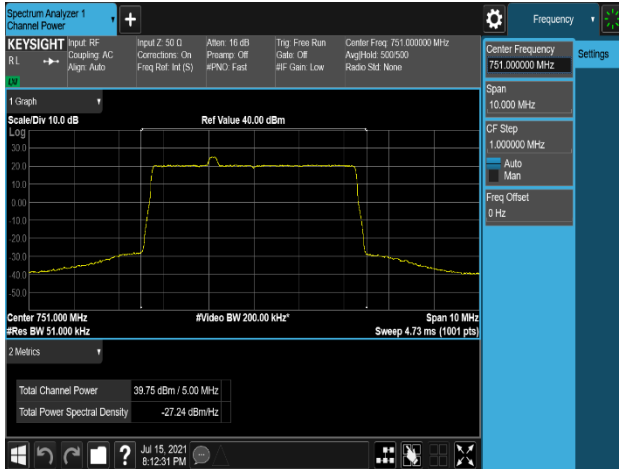 Spectrum Analyzer 1
Channel Power
+
Frequency
KEYSIGHT Input: RF Input Z: 50 Ω Atten: 16 dB Trig: Free Run Center Freq: 751.000000 MHz
RL Coupling: AC Corrections: On Preamp: Off Gate: Off Avg|Hold: 500/500
Align: Auto Freq Ref: Int (S) #PNO: Fast #IF Gain: Low Radio Std: None
Center Frequency
751.000000 MHz
Settings
Span
10.000 MHz
CF Step
1.000000 MHz
Auto
Man
Freq Offset
0 Hz
1 Graph
Scale/Div 10.0 dB Ref Value 40.00 dBm
Log
30.0
20.0
10.0
0.00
-10.0
-20.0
-30.0
-40.0
-50.0
Center 751.000 MHz #Video BW 200.00 kHz* Span 10 MHz
#Res BW 51.000 kHz Sweep 4.73 ms (1001 pts)
2 Metrics
Total Channel Power 39.75 dBm / 5.00 MHz
Total Power Spectral Density -27.24 dBm/Hz
? Jul 15, 2021
8:12:31 PM